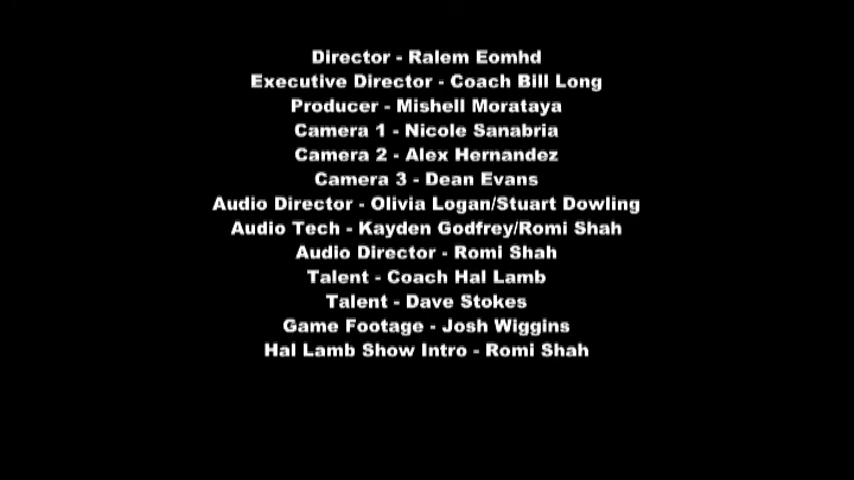 Director - Ralem Eomhd
Executive Director - Coach Bill Long
Producer - Mishell Morataya
Camera 1 - Nicole Sanabria
Camera 2 - Alex Hernandez
Camera 3 - Dean Evans
Audio Director - Olivia Logan/Stuart Dowling
Audio Tech - Kayden Godfrey/Romi Shah
Audio Director - Romi Shah
Talent - Coach Hal Lamb
Talent - Dave Stokes
Game Footage - Josh Wiggins
Hal Lamb Show Intro - Romi Shah